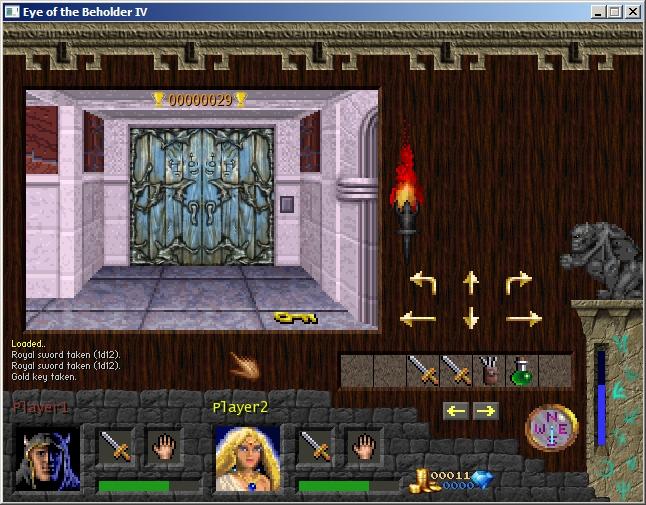 Eye of the Beholder IV
00000029
Loaded..
Royal sword taken (1d12).
Royal sword taken (1d12).
Gold key taken.
Player1
Player2
N
W E
S
00011
0000